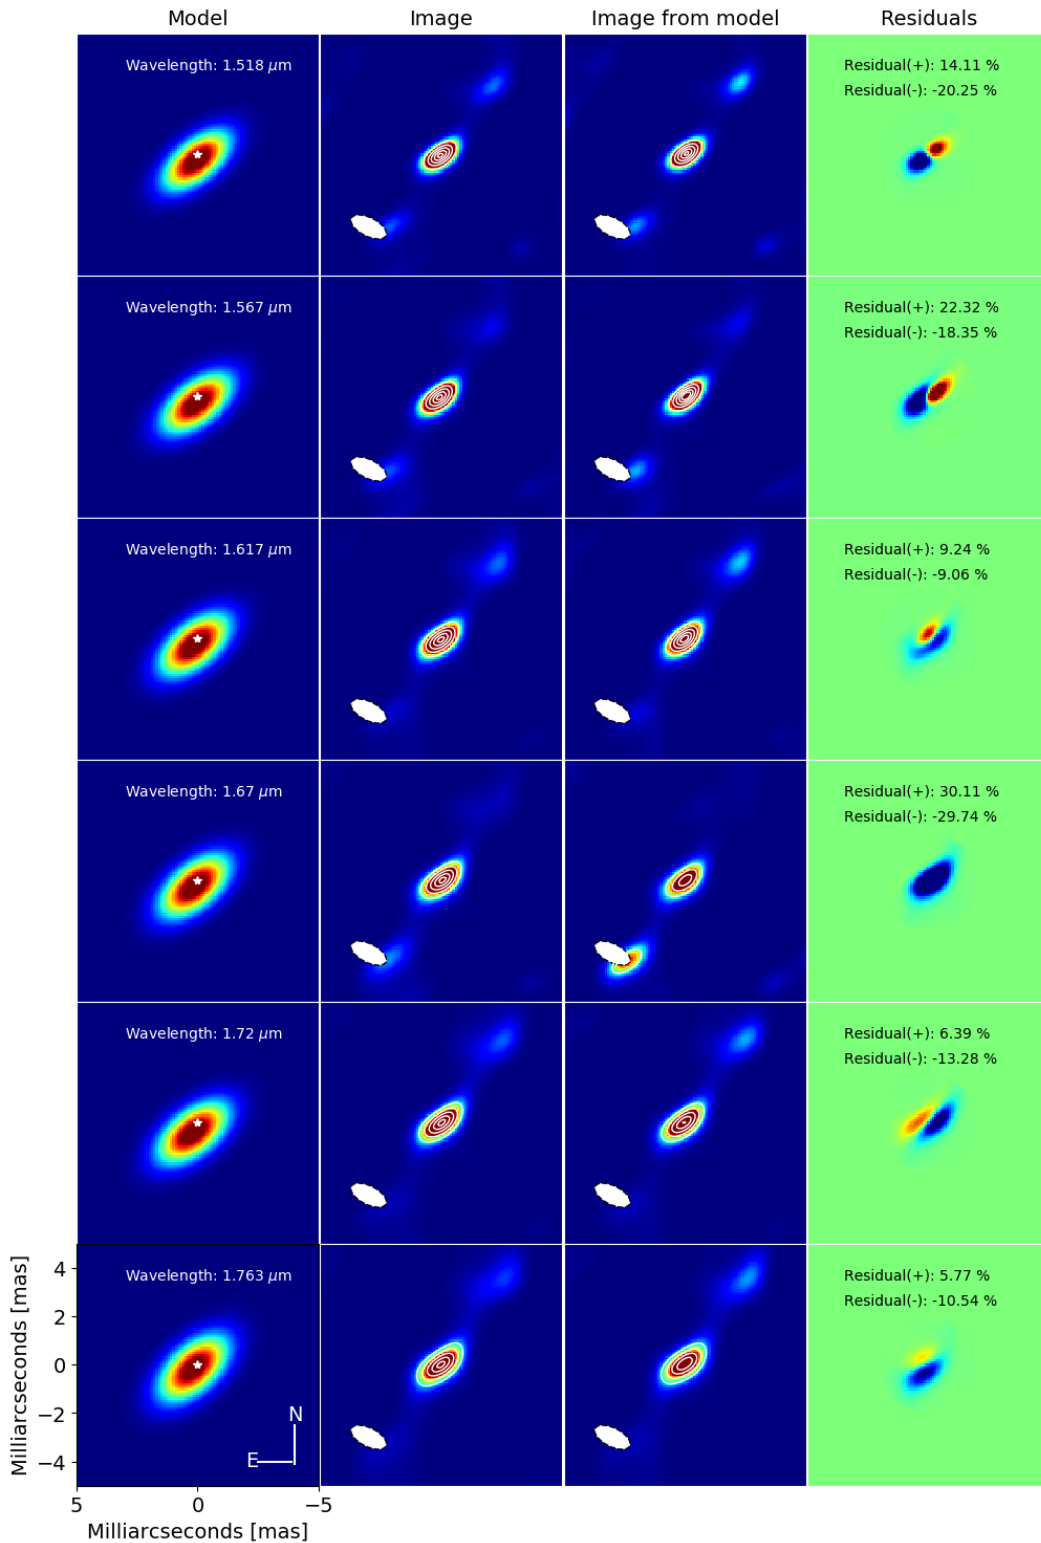 Model Image Image from model Residuals
Wavelength: 1.518 μm
Residual(+): 14.11 %
Residual(-): -20.25 %
Wavelength: 1.567 μm
Residual(+): 22.32 %
Residual(-): -18.35 %
Wavelength: 1.617 μm
Residual(+): 9.24 %
Residual(-): -9.06 %
Wavelength: 1.67 μm
Residual(+): 30.11 %
Residual(-): -29.74 %
Wavelength: 1.72 μm
Residual(+): 6.39 %
Residual(-): -13.28 %
Wavelength: 1.763 μm
Residual(+): 5.77 %
Residual(-): -10.54 %
4
2
0
−2
−4
Milliarcseconds [mas]
N
E
5 0 −5
Milliarcseconds [mas]